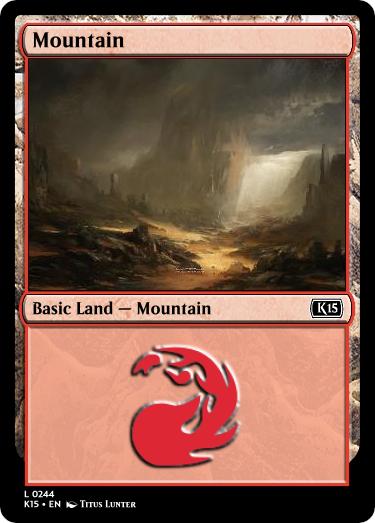 Mountain
Basic Land — Mountain
K15
L 0244
K15 • EN Titus Lunter